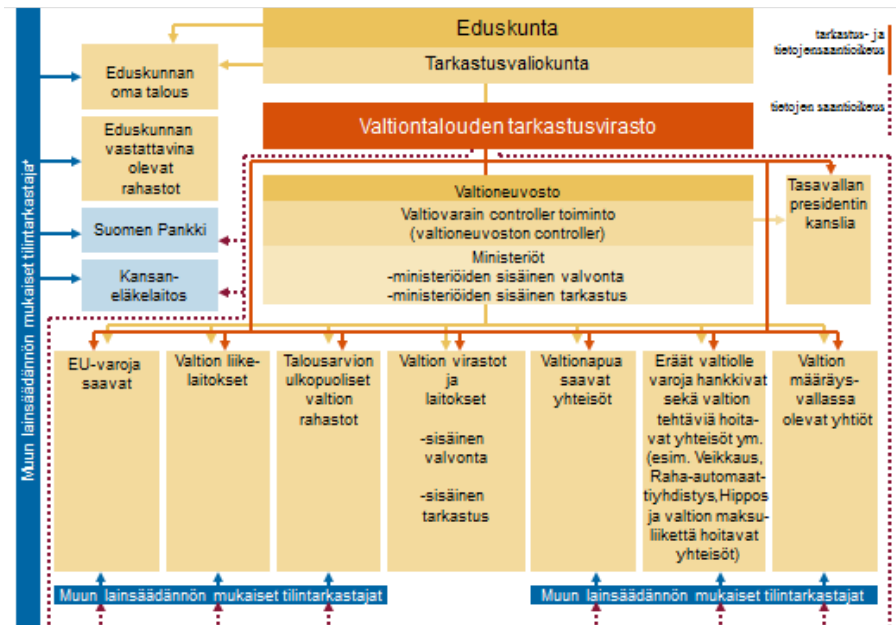 Eduskunta
Tarkastusvaliokunta
tarkastus- ja
tietojensaantioikeus
tietojen saantioikeus
Valtiontalouden tarkastusvirasto
Muun lainsäädännön mukaiset tilintarkastajat
Eduskunnan
oma talous
Eduskunnan
vastattavina
olevat
rahastot
Suomen Pankki
Kansan-
eläkelaitos
Valtioneuvosto
Valtiovarain controller toiminto
(valtioneuvoston controller)
Ministeriöt
-ministeriöiden sisäinen valvonta
-ministeriöiden sisäinen tarkastus
Tasavallan
presidentin
kanslia
EU-varoja
saavat
Valtion liike-
laitokset
Talousarvion
ulkopuoliset
valtion
rahastot
Valtion virastot
ja
laitokset
-sisäinen
valvonta
-sisäinen
tarkastus
Valtionapua
saavat
yhteisöt
Eräät valtiolle
varoja hankkivat
sekä valtion
tehtäviä hoita-
vat yhteisöt ym.
(esim. Veikkaus,
Raha-automaat-
tiyhdistys,Hippos
ja valtion maksu-
liikettä hoitavat
yhteisöt)
Valtion
määräys-
vallassa
olevat yhtiöt
Muun lainsäädännön mukaiset tilintarkastajat
Muun lainsäädännön mukaiset tilintarkastajat